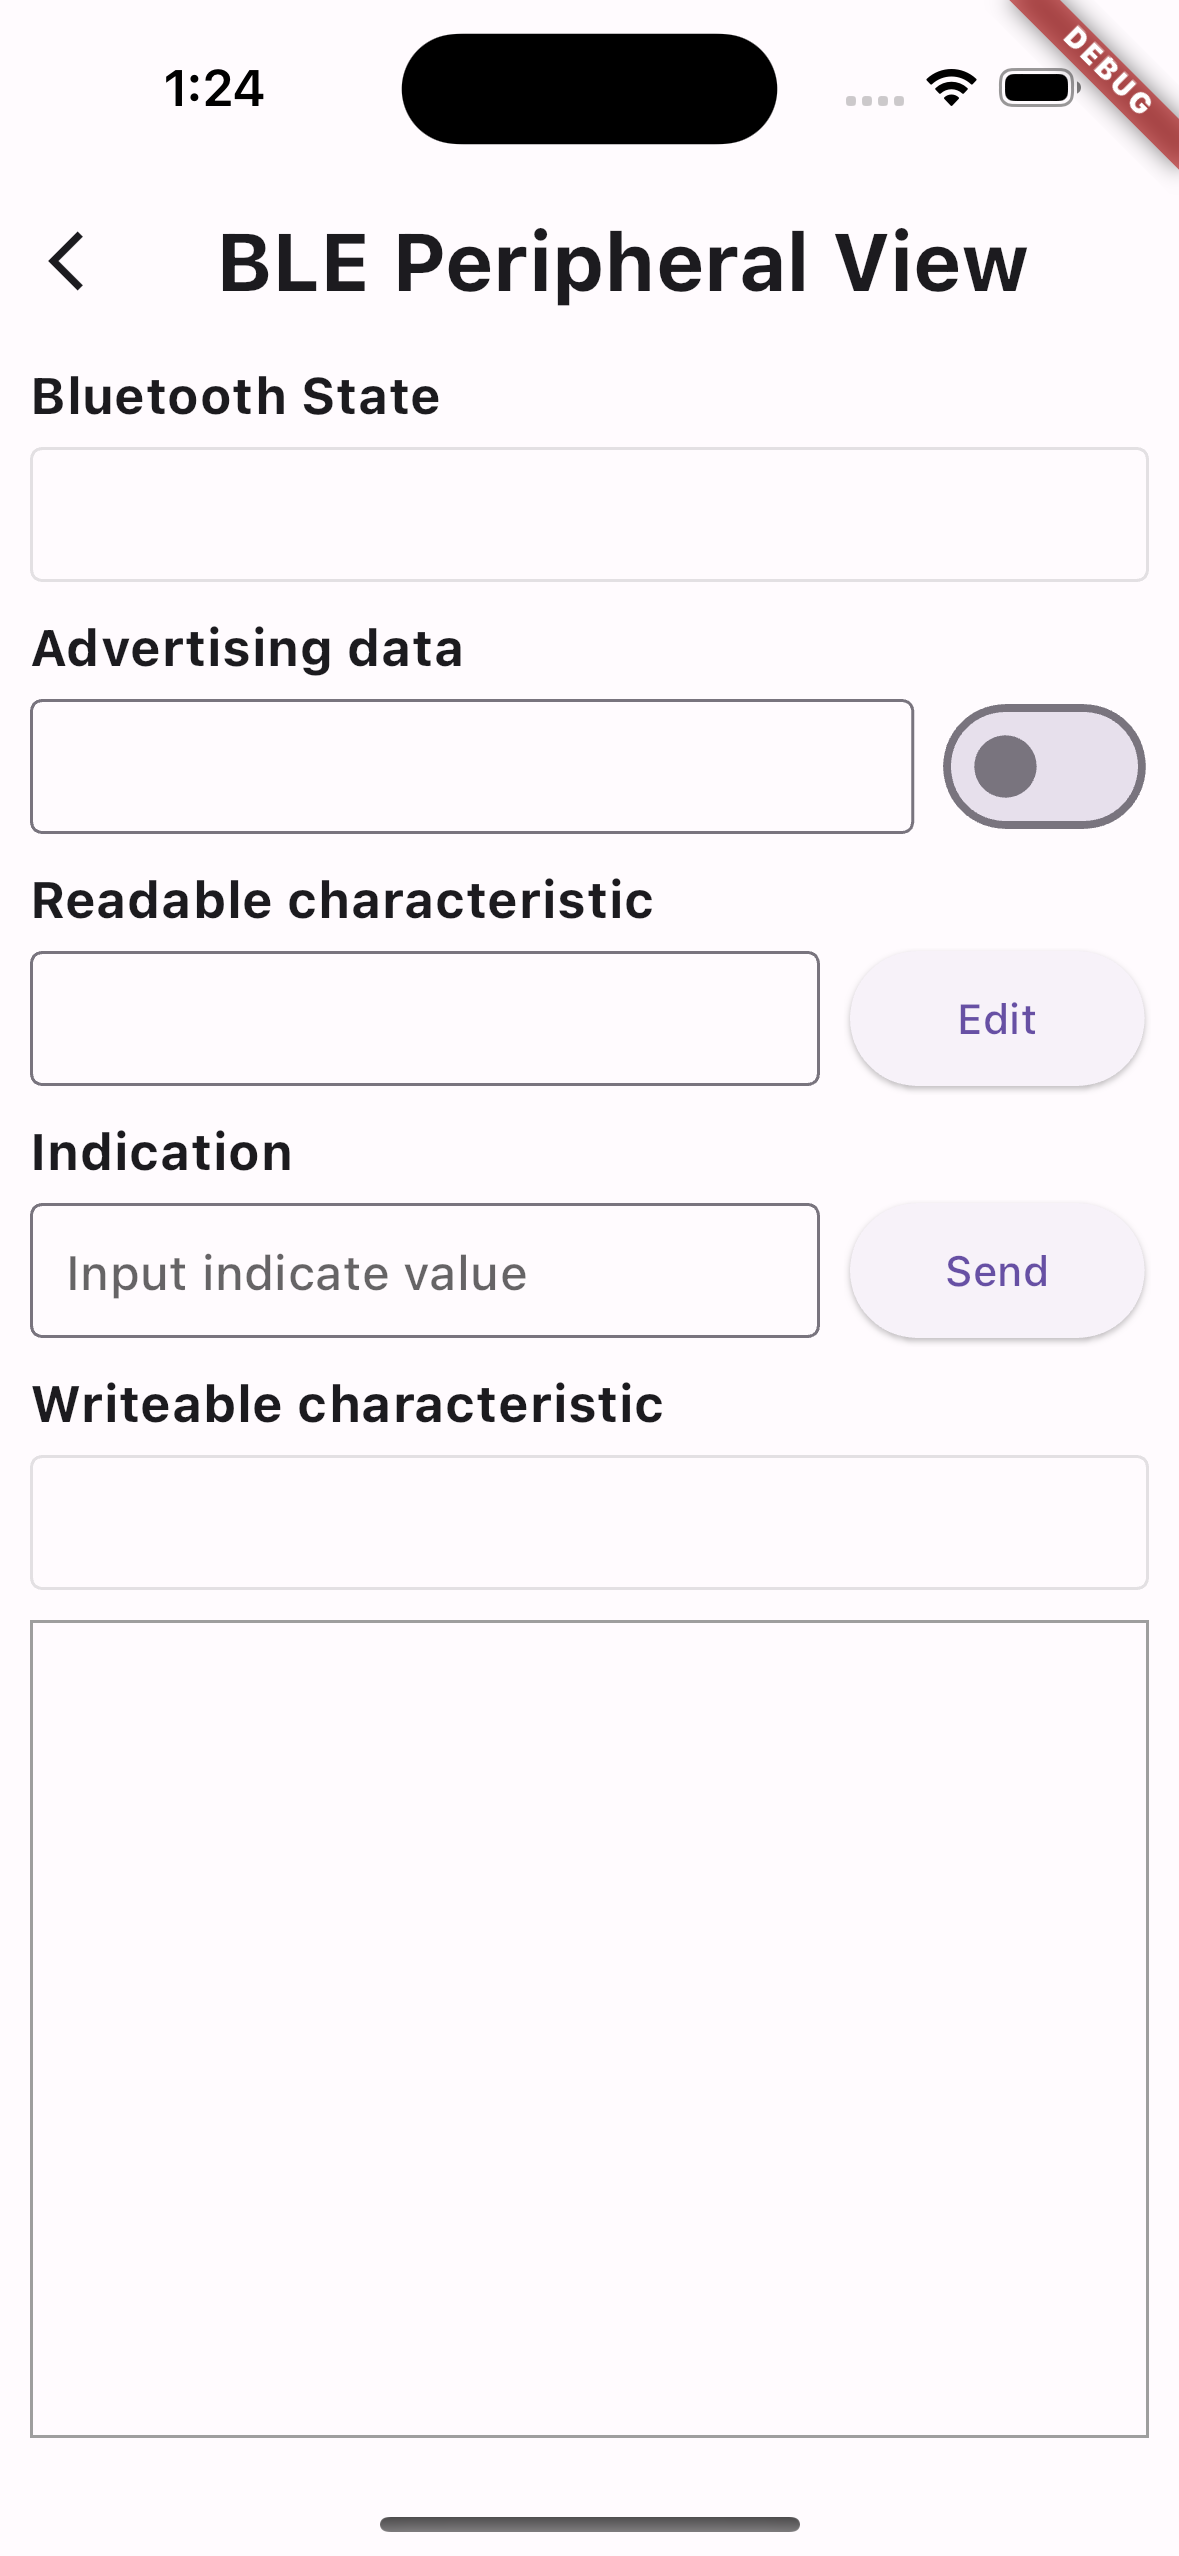 1:24
DEBUG
BLE Peripheral View
Bluetooth State
Advertising data
Readable characteristic
Edit
Indication
Input indicate value
Send
Writeable characteristic